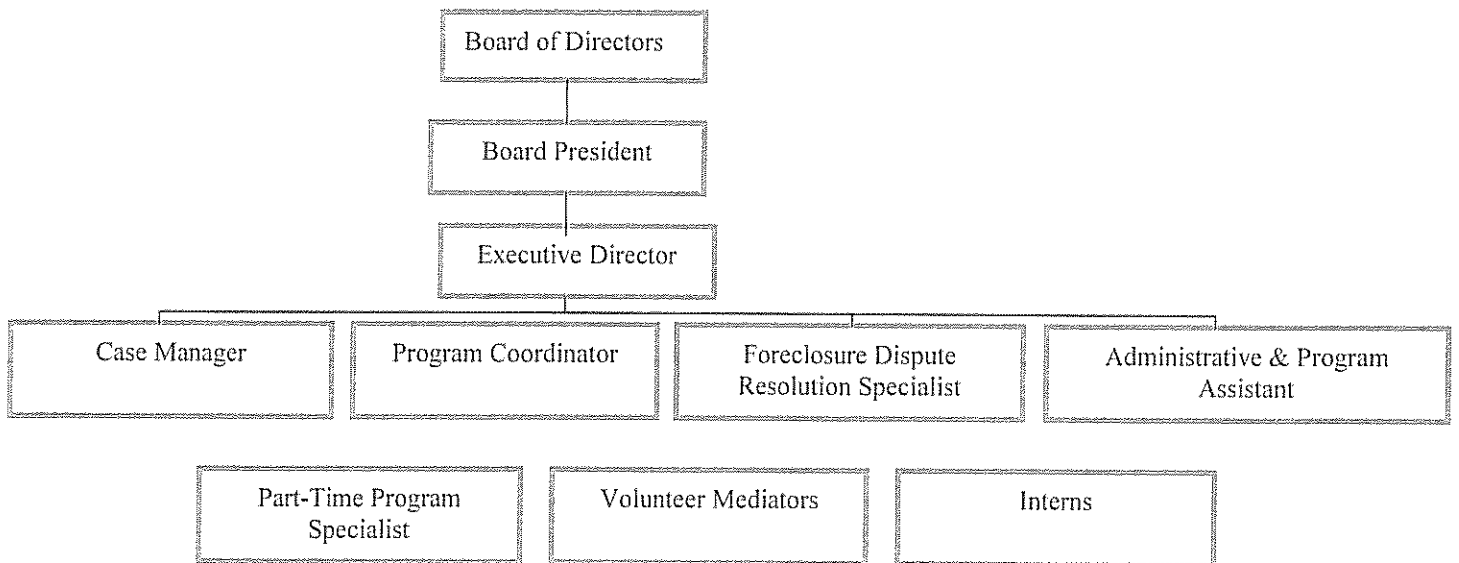 Board of Directors
Board President
Executive Director
Case Manager
Program Coordinator
Foreclosure Dispute
Resolution Specialist
Administrative & Program
Assistant
Part-Time Program
Specialist
Volunteer Mediators
Interns